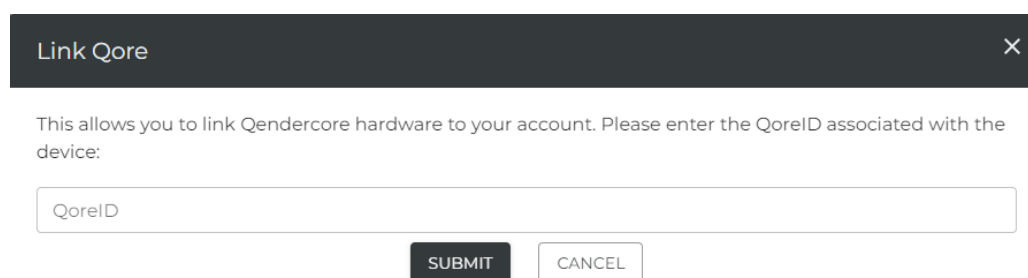 Link Qore
This allows you to link Qendercore hardware to your account. Please enter the QoreID associated with the
device:
QoreID
SUBMIT CANCEL